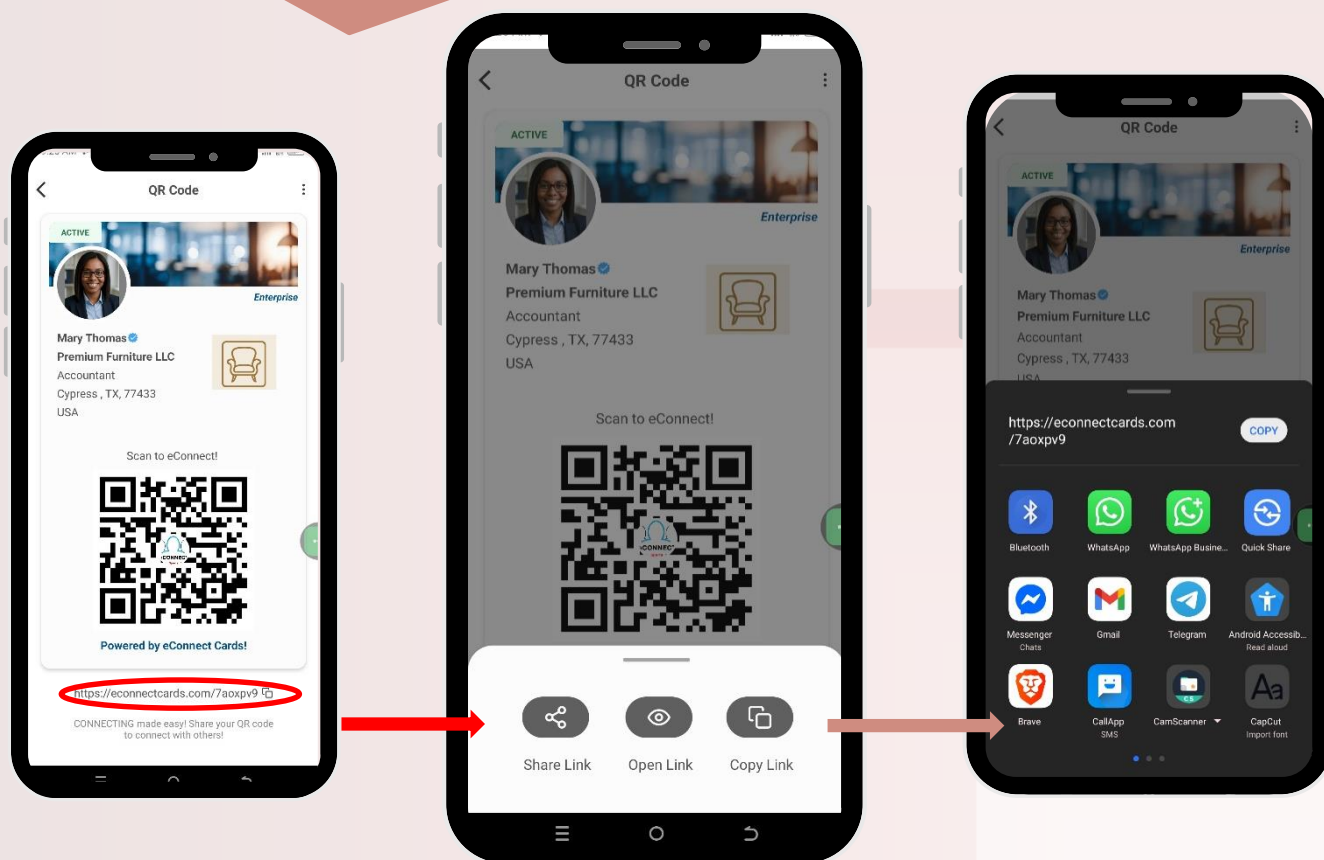 QR Code
ACTIVE
Enterprise
Mary Thomas
Premium Furniture LLC
Accountant
Cypress , TX, 77433
USA
Scan to eConnect!
CONNECT
Powered by eConnect Cards!
https://econnectcards.com/7aoxpv9
CONNECTING made easy! Share your QR code
to connect with others!
QR Code
ACTIVE
Enterprise
Mary Thomas
Premium Furniture LLC
Accountant
Cypress , TX, 77433
USA
Scan to eConnect!
CONNECT
Share Link Open Link Copy Link
QR Code
ACTIVE
Enterprise
Mary Thomas
Premium Furniture LLC
Accountant
Cypress , TX, 77433
USA
https://econnectcards.com
/7aoxpv9
COPY
Bluetooth WhatsApp WhatsApp Busine... Quick Share
Messenger Gmail Telegram Android Accessib...
Chats Read aloud
Brave CallApp CamScanner CapCut
SMS Import font